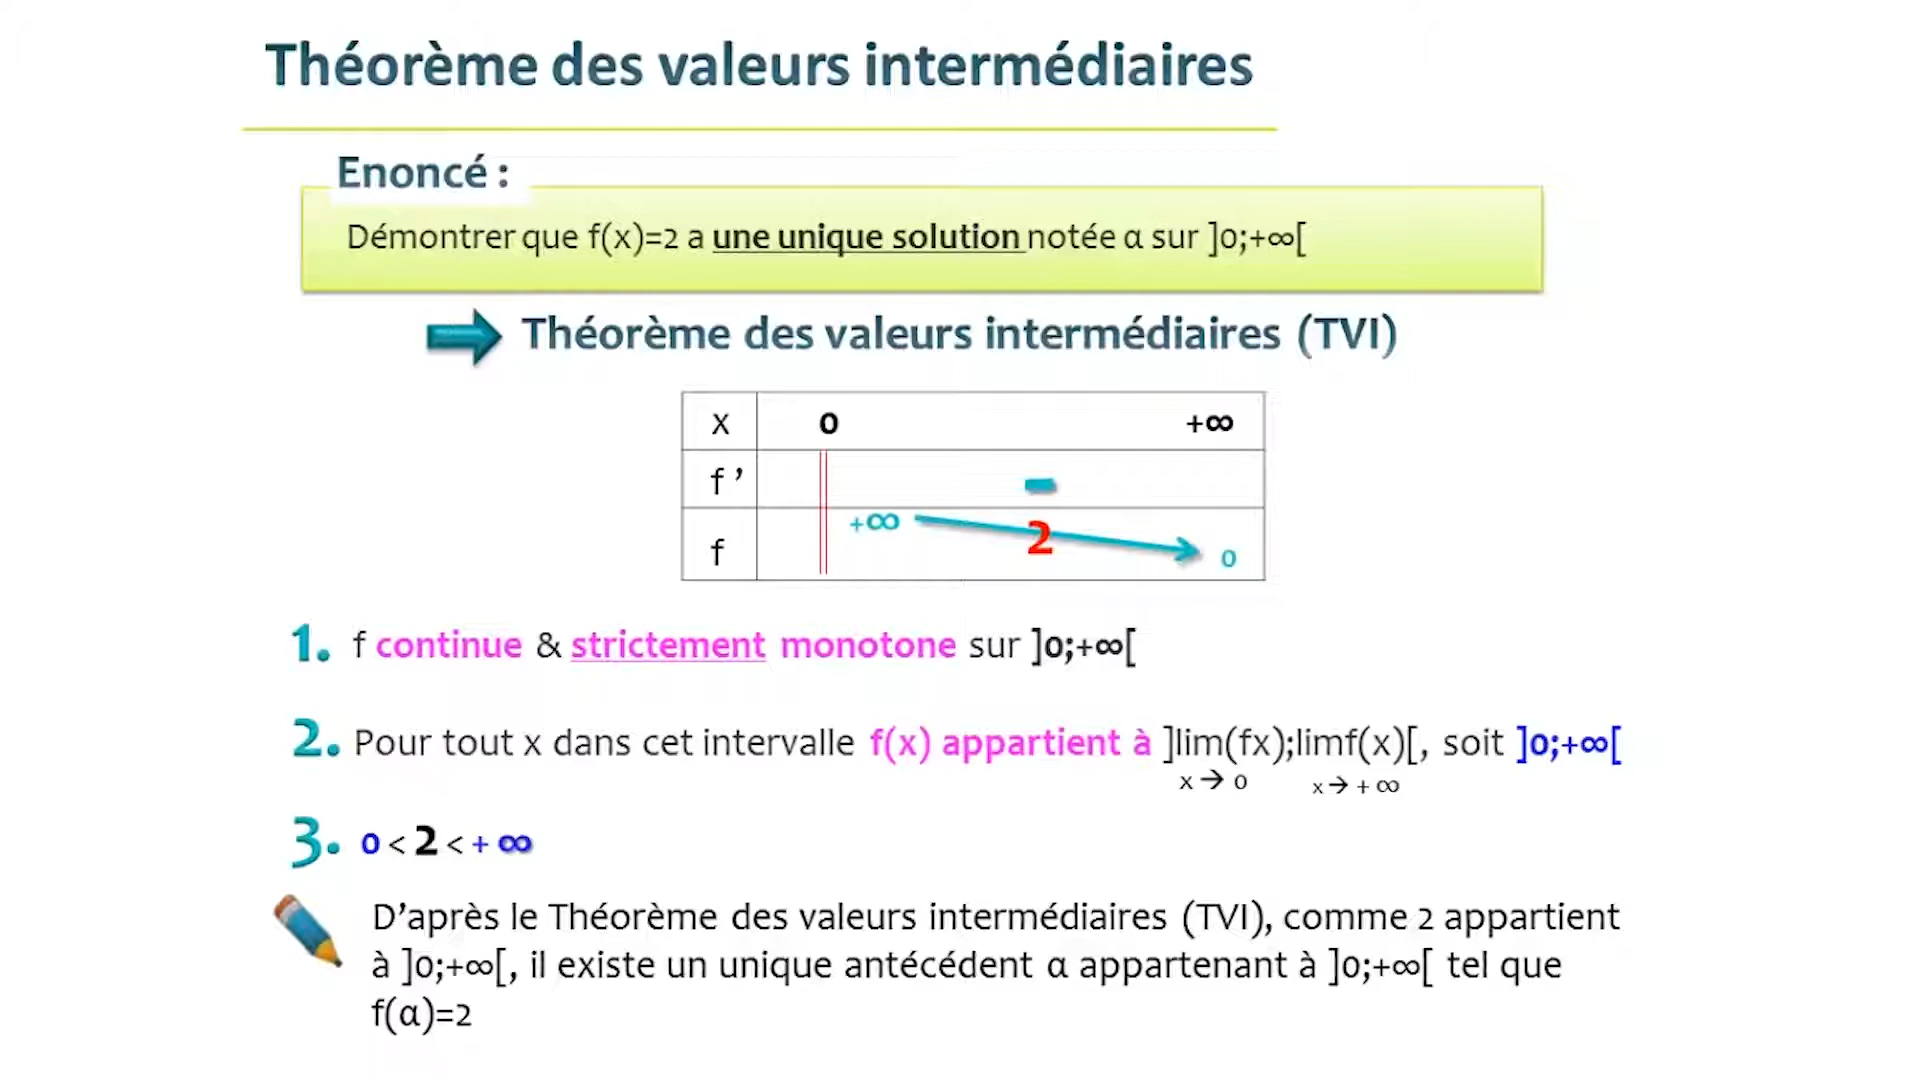 Théorème des valeurs intermédiaires
Enoncé :
Démontrer que f(x)=2 a une unique solution notée α sur ]0;+∞[
Théorème des valeurs intermédiaires (TVI)
x 0 +∞
f ’ -
+∞ 2 0
f
1. f continue & strictement monotone sur ]0;+∞[
2. Pour tout x dans cet intervalle f(x) appartient à ]lim(fx);limf(x)[, soit ]0;+∞[
x → 0 x → + ∞
3. 0 < 2 < + ∞
D’après le Théorème des valeurs intermédiaires (TVI), comme 2 appartient
à ]0;+∞[, il existe un unique antécédent α appartenant à ]0;+∞[ tel que
f(α)=2